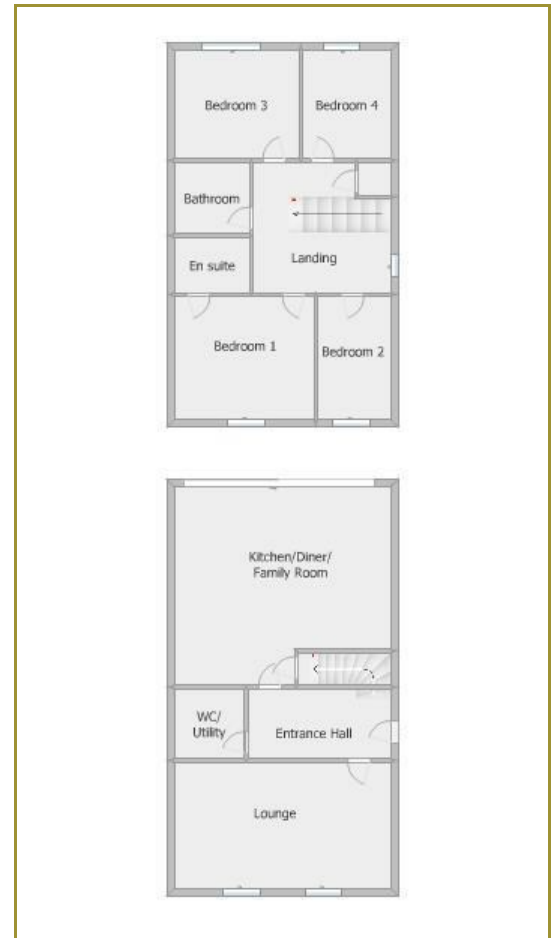 Bedroom 3
Bedroom 4
Bathroom
En suite
Landing
Bedroom 1
Bedroom 2
Kitchen/Diner/
Family Room
WC/
Utility
Entrance Hall
Lounge